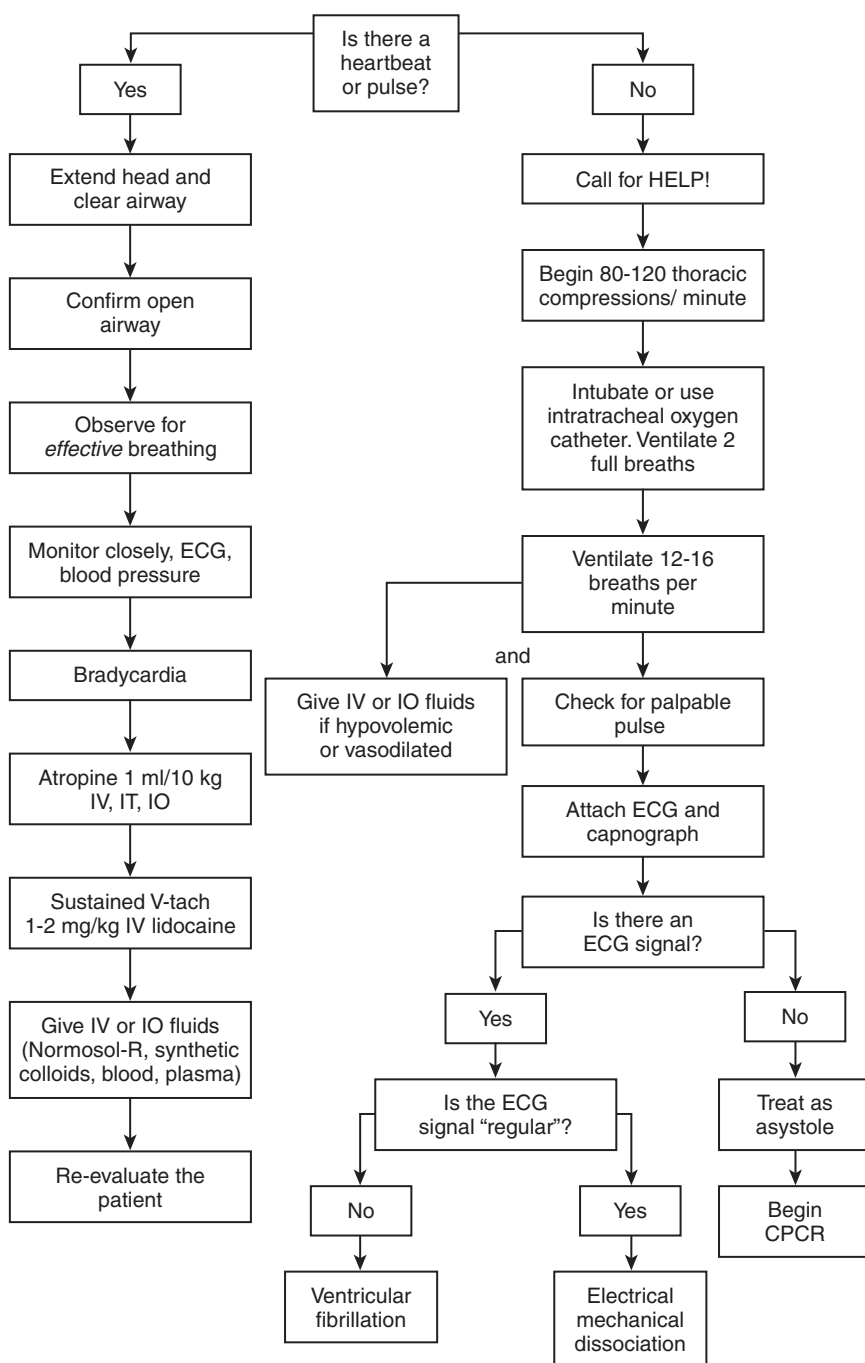 Is there a
heartbeat
or pulse?
Yes
No
Extend head and
clear airway
Confirm open
airway
Observe for
effective breathing
Monitor closely, ECG,
blood pressure
Bradycardia
Atropine 1 ml/10 kg
IV, IT, IO
Sustained V-tach
1-2 mg/kg IV lidocaine
Give IV or IO fluids
(Normosol-R, synthetic
colloids, blood, plasma)
Re-evaluate the
patient
Call for HELP!
Begin 80-120 thoracic
compressions/ minute
Intubate or use
intratracheal oxygen
catheter. Ventilate 2
full breaths
Ventilate 12-16
breaths per
minute
and
Give IV or IO fluids
if hypovolemic
or vasodilated
Check for palpable
pulse
Attach ECG and
capnograph
Is there an
ECG signal?
Yes
No
Is the ECG
signal “regular”?
Treat as
asystole
No
Yes
Begin
CPCR
Ventricular
fibrillation
Electrical
mechanical
dissociation